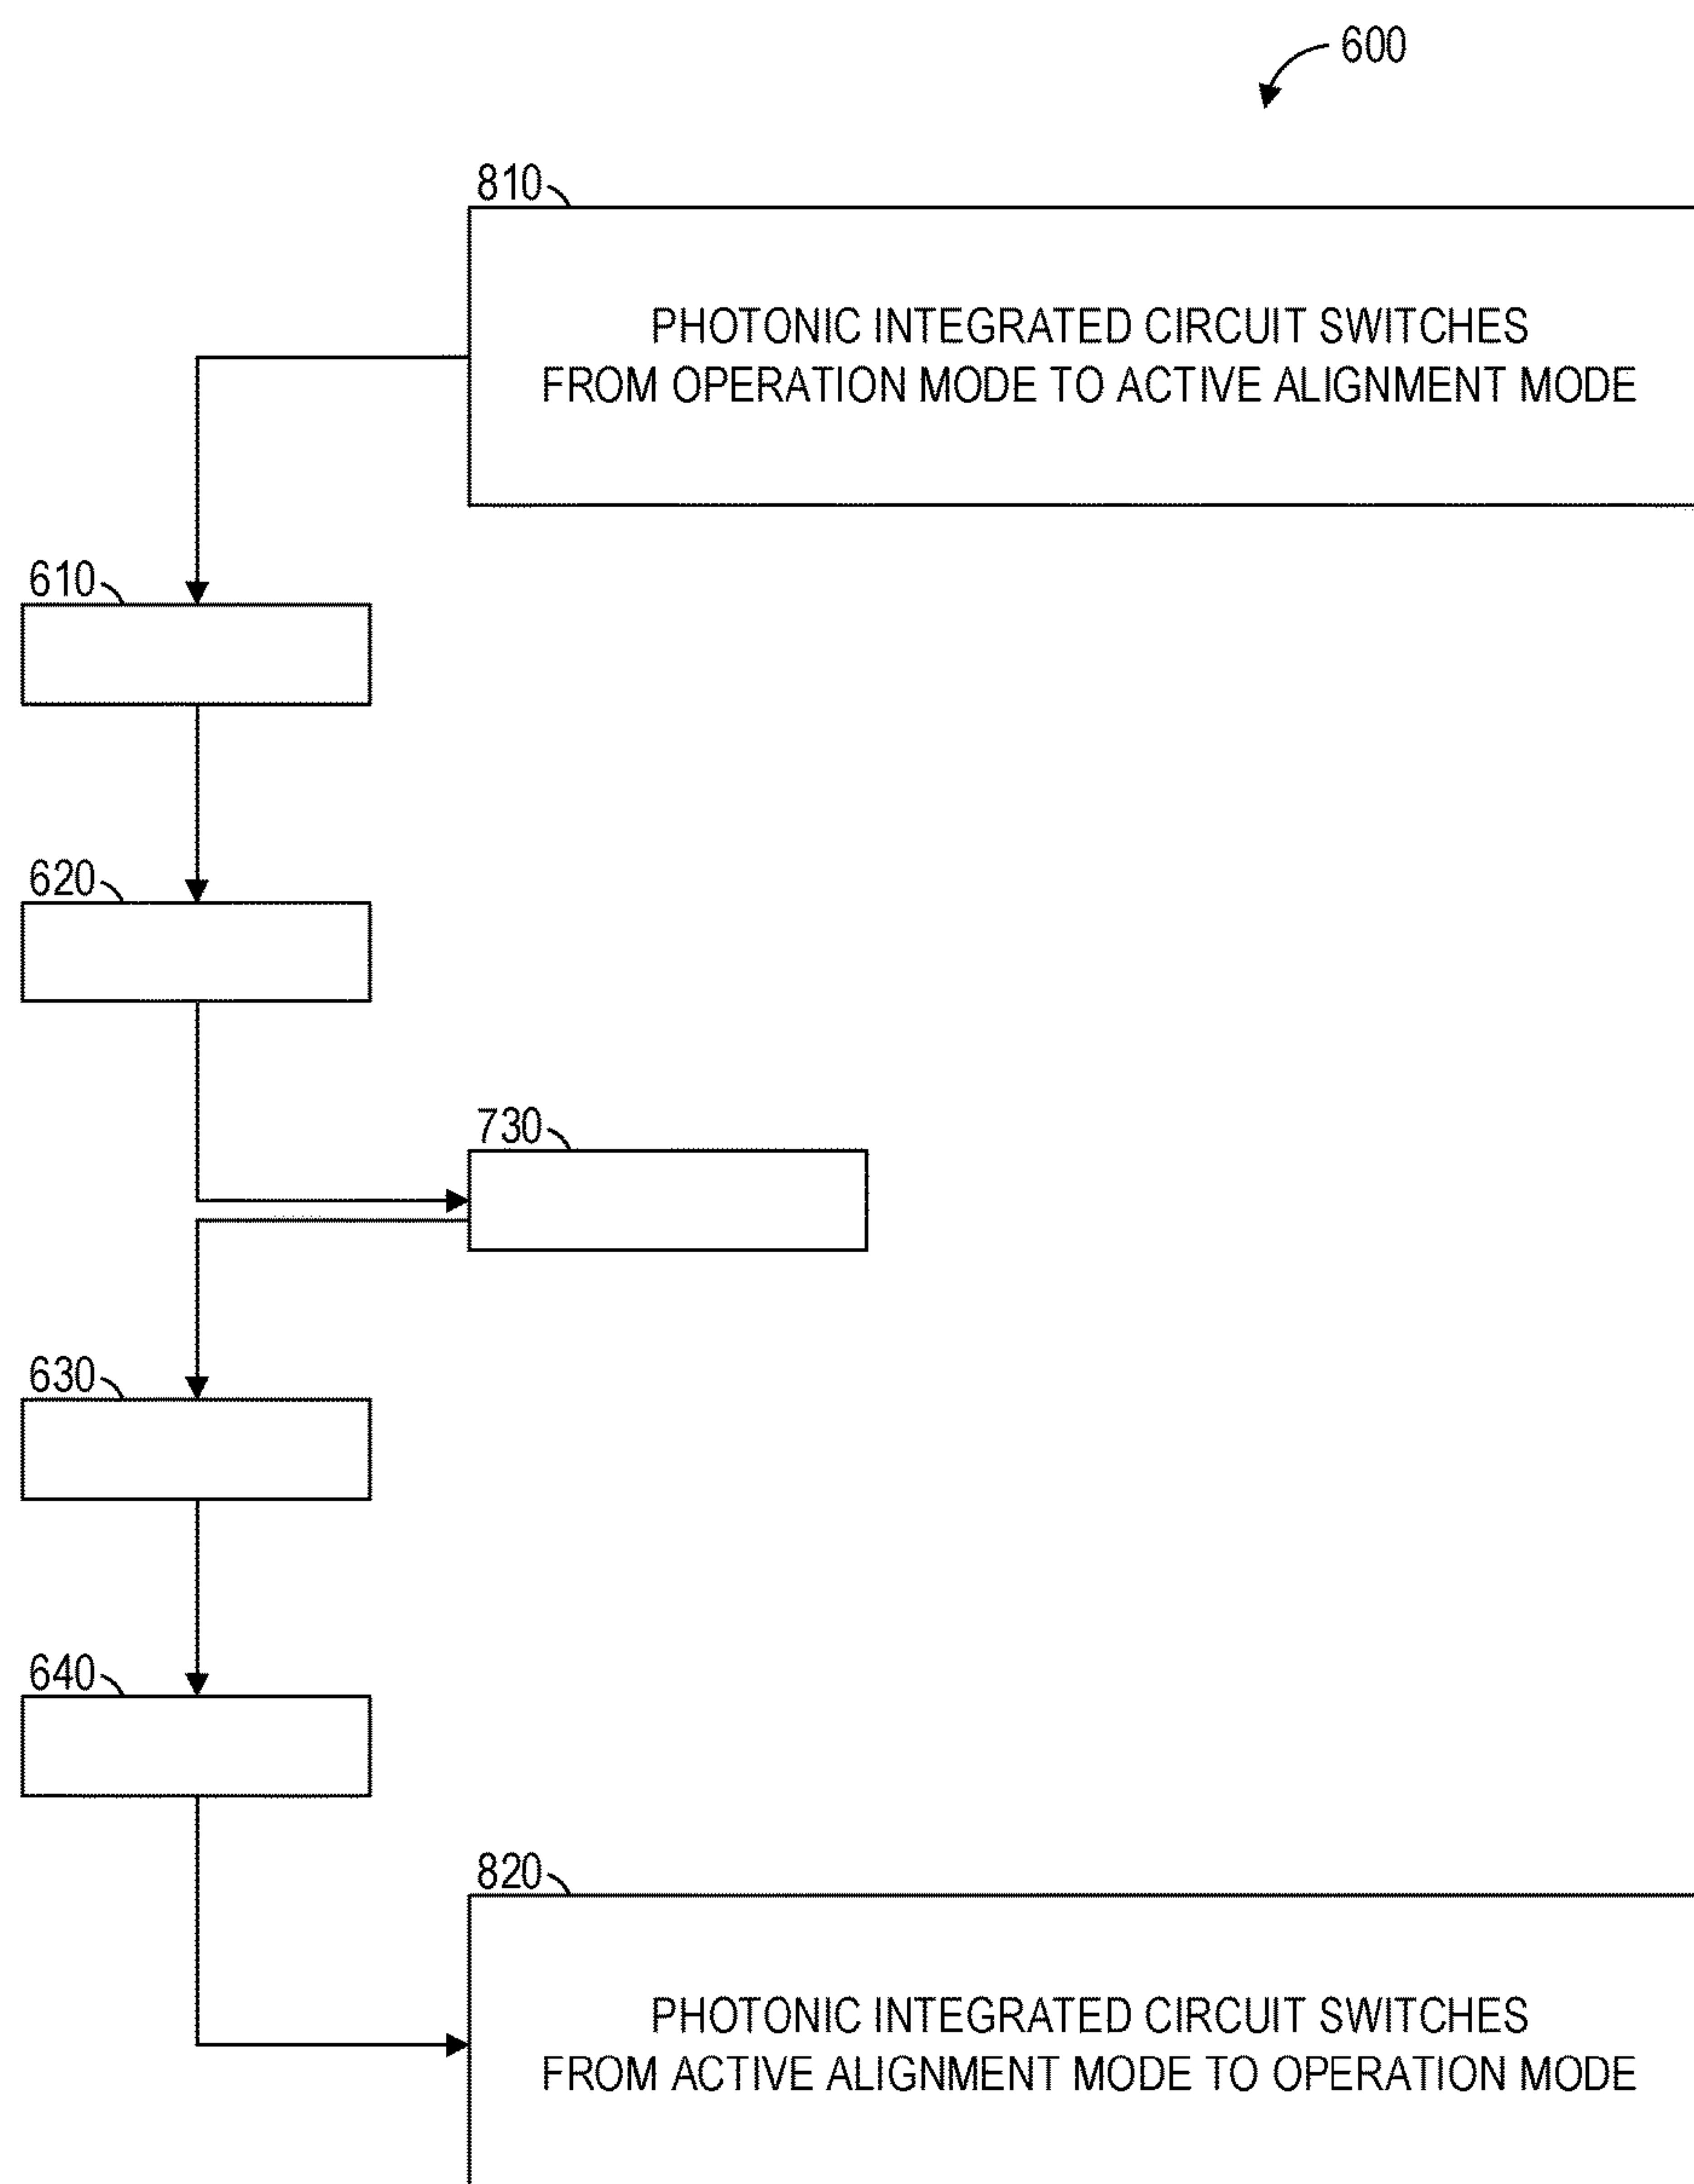 600
810
PHOTONIC INTEGRATED CIRCUIT SWITCHES
FROM OPERATION MODE TO ACTIVE ALIGNMENT MODE
610
620
730
630
640
820
PHOTONIC INTEGRATED CIRCUIT SWITCHES
FROM ACTIVE ALIGNMENT MODE TO OPERATION MODE